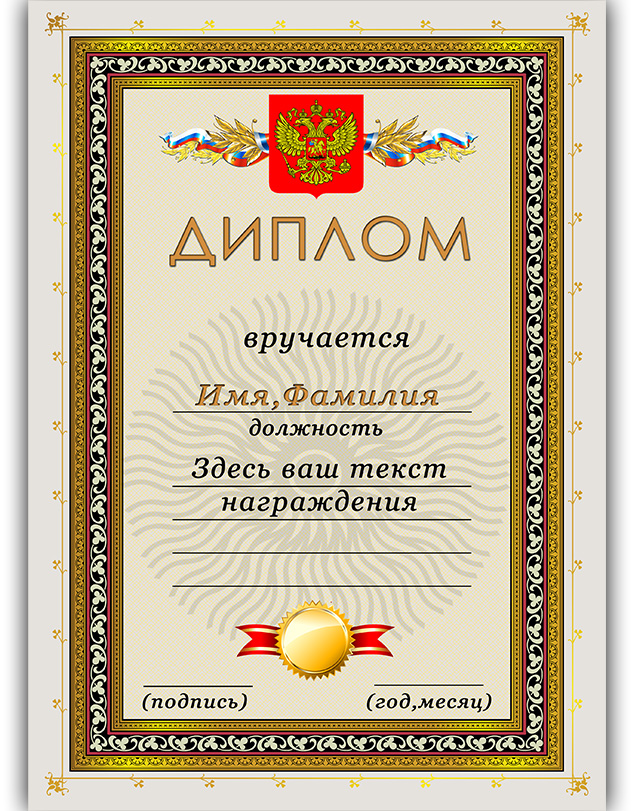 ДИПЛОМ
вручается
Имя,Фамилия
должность
Здесь ваш текст
награждения
(подпись) (год,месяц)